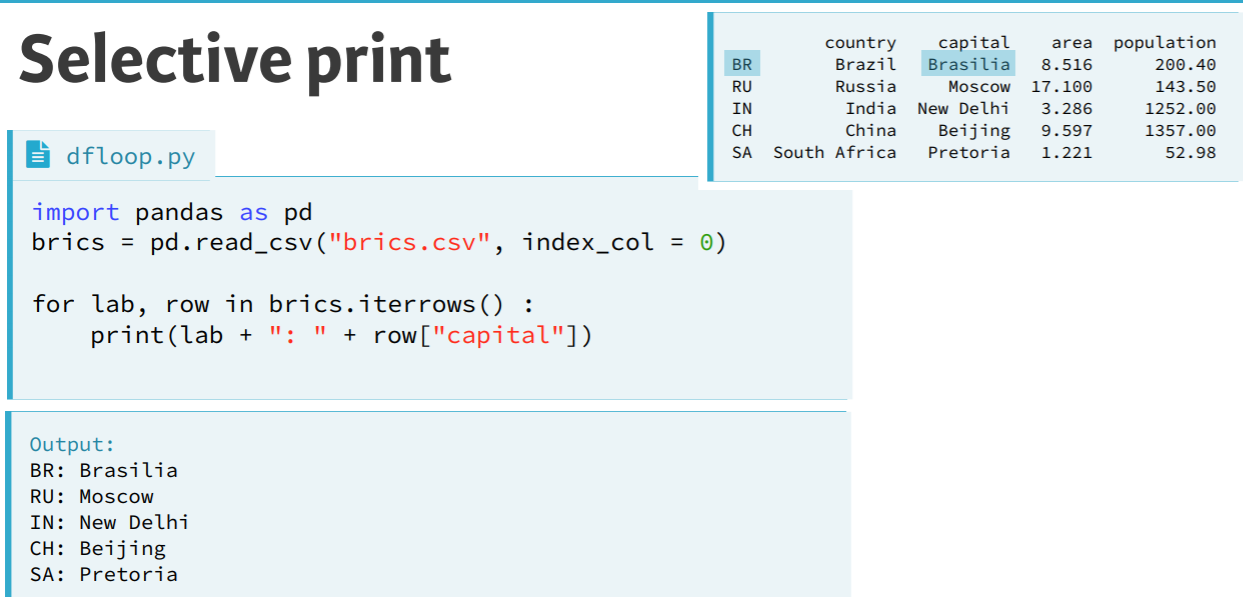 Selective print
country capital area population
BR Brazil Brasilia 8.516 200.40
RU Russia Moscow 17.100 143.50
IN India New Delhi 3.286 1252.00
CH China Beijing 9.597 1357.00
SA South Africa Pretoria 1.221 52.98
dfloop.py
import pandas as pd
brics = pd.read_csv("brics.csv", index_col = 0)
for lab, row in brics.iterrows() :
    print(lab + ": " + row["capital"])
Output:
BR: Brasilia
RU: Moscow
IN: New Delhi
CH: Beijing
SA: Pretoria